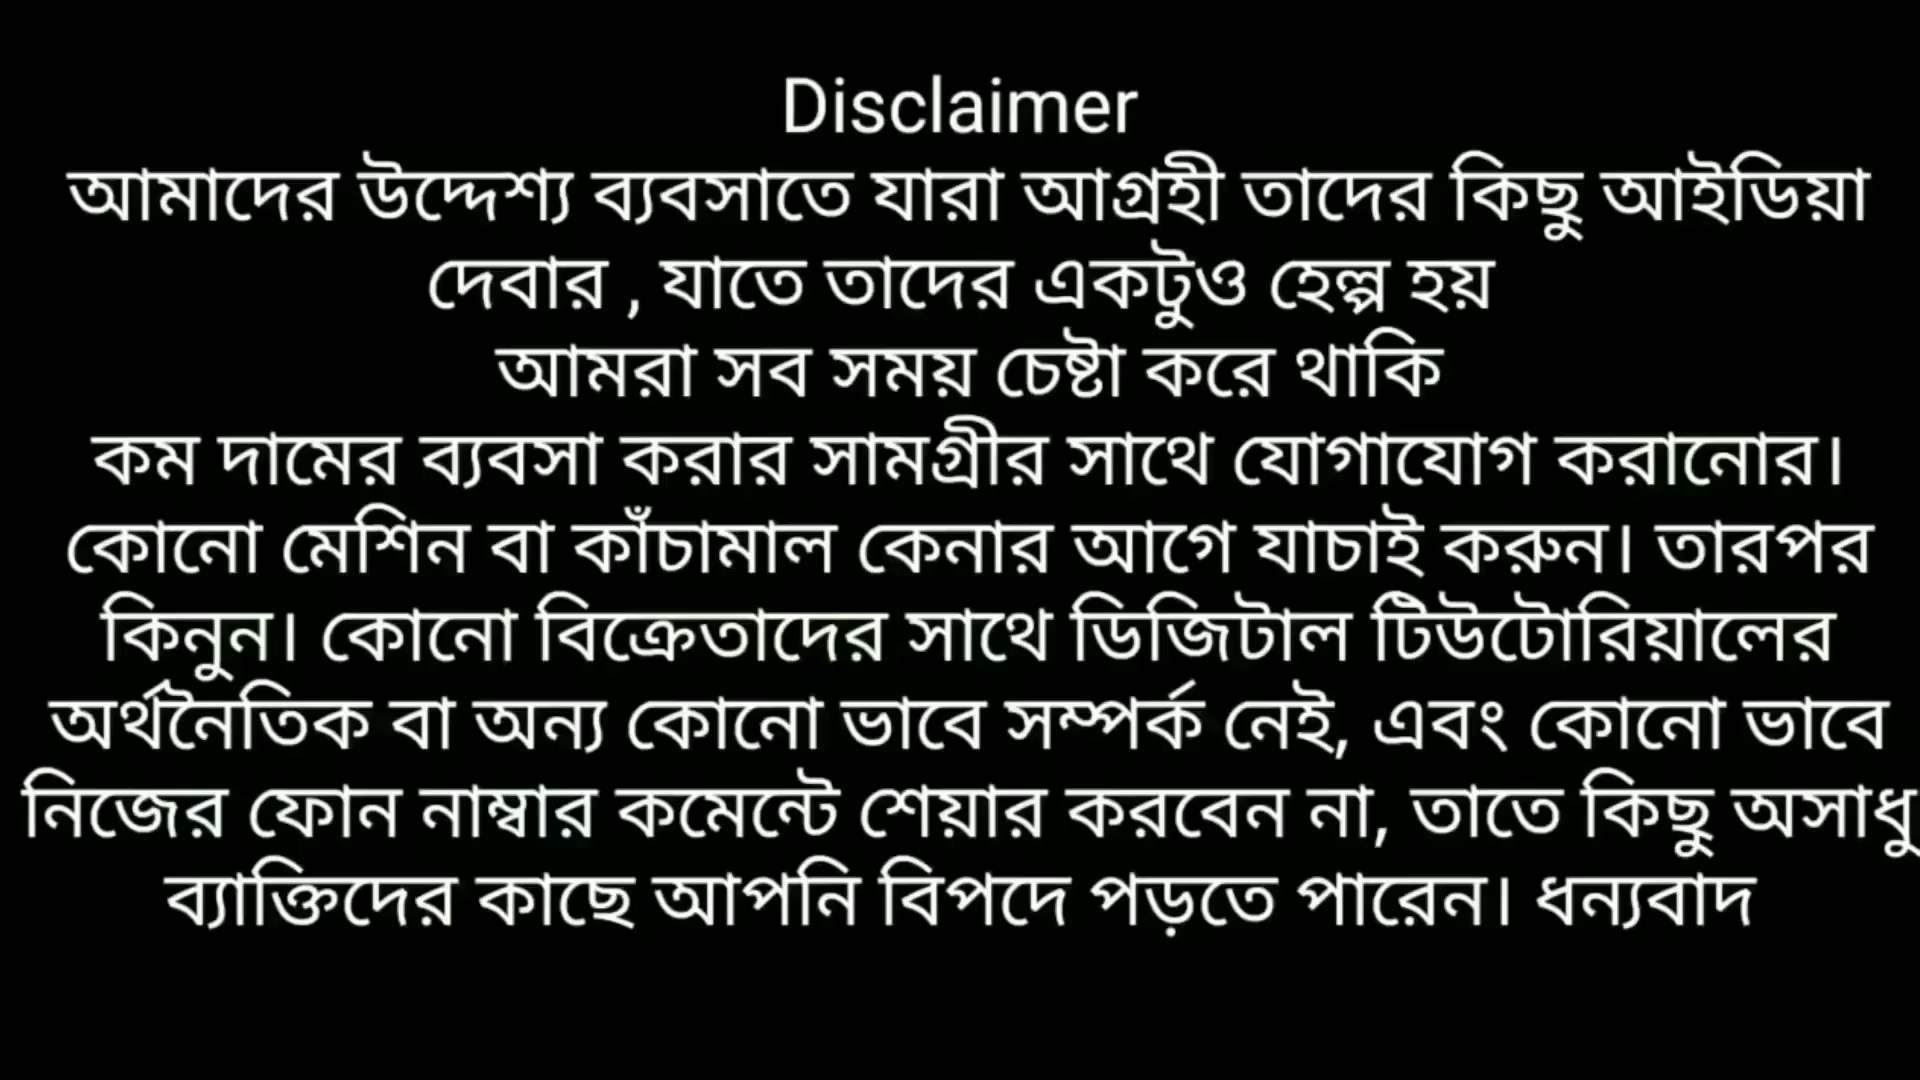 Disclaimer
আমাদের উদ্দেশ্য ব্যবসাতে যারা আগ্রহী তাদের কিছু আইডিয়া
দেবার , যাতে তাদের একটুও হেল্প হয়
আমরা সব সময় চেষ্টা করে থাকি
কম দামের ব্যবসা করার সামগ্রীর সাথে যোগাযোগ করানোর।
কোনো মেশিন বা কাঁচামাল কেনার আগে যাচাই করুন। তারপর
কিনুন। কোনো বিক্রেতাদের সাথে ডিজিটাল টিউটোরিয়ালের
অর্থনৈতিক বা অন্য কোনো ভাবে সম্পর্ক নেই, এবং কোনো ভাবে
নিজের ফোন নাম্বার কমেন্টে শেয়ার করবেন না, তাতে কিছু অসাধু
ব্যাক্তিদের কাছে আপনি বিপদে পড়তে পারেন। ধন্যবাদ